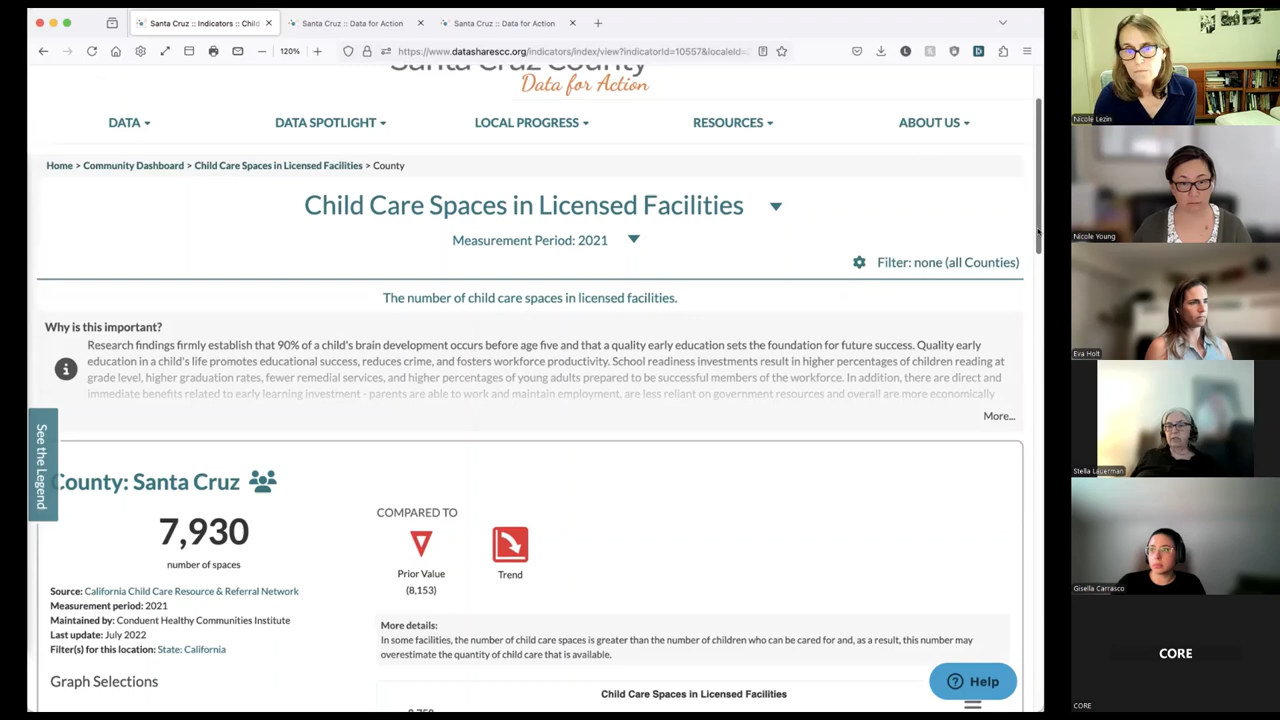 Santa Cruz :: Indicators :: Child
Santa Cruz :: Data for Action
Santa Cruz :: Data for Action
120%
https://www.datasharescc.org/indicators/index/view?indicatorId=10557&localeId=
Santa Cruz County
Data for Action
DATA
DATA SPOTLIGHT
LOCAL PROGRESS
RESOURCES
ABOUT US
Home > Community Dashboard > Child Care Spaces in Licensed Facilities > County
Child Care Spaces in Licensed Facilities
Measurement Period: 2021
Filter: none (all Counties)
The number of child care spaces in licensed facilities.
Why is this important?
Research findings firmly establish that 90% of a child's brain development occurs before age five and that a quality early education sets the foundation for future success. Quality early
education in a child's life promotes educational success, reduces crime, and fosters workforce productivity. School readiness investments result in higher percentages of children reading at
grade level, higher graduation rates, fewer remedial services, and higher percentages of young adults prepared to be successful members of the workforce. In addition, there are direct and
immediate benefits related to early learning investment - parents are able to work and maintain employment, are less reliant on government resources and overall are more economically
More...
See the Legend
County: Santa Cruz
7,930
number of spaces
Source: California Child Care Resource & Referral Network
Measurement period: 2021
Maintained by: Conduent Healthy Communities Institute
Last update: July 2022
Filter(s) for this location: State: California
Graph Selections
COMPARED TO
Prior Value
(8,153)
Trend
More details:
In some facilities, the number of child care spaces is greater than the number of children who can be cared for and, as a result, this number may
overestimate the quantity of child care that is available.
Child Care Spaces in Licensed Facilities
Help
Nicole Lezin
Nicole Young
Eva Holt
Stella Lauerman
Gisella Carrasco
CORE
CORE